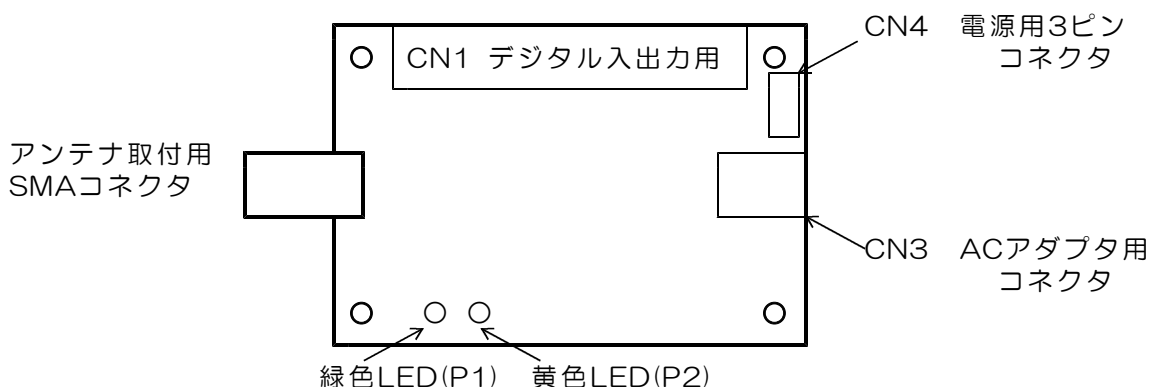 CN4 電源用3ピン
コネクタ
CN1 デジタル入出力用
アンテナ取付用
SMAコネクタ
CN3 ACアダプタ用
コネクタ
緑色LED(P1) 黄色LED(P2)